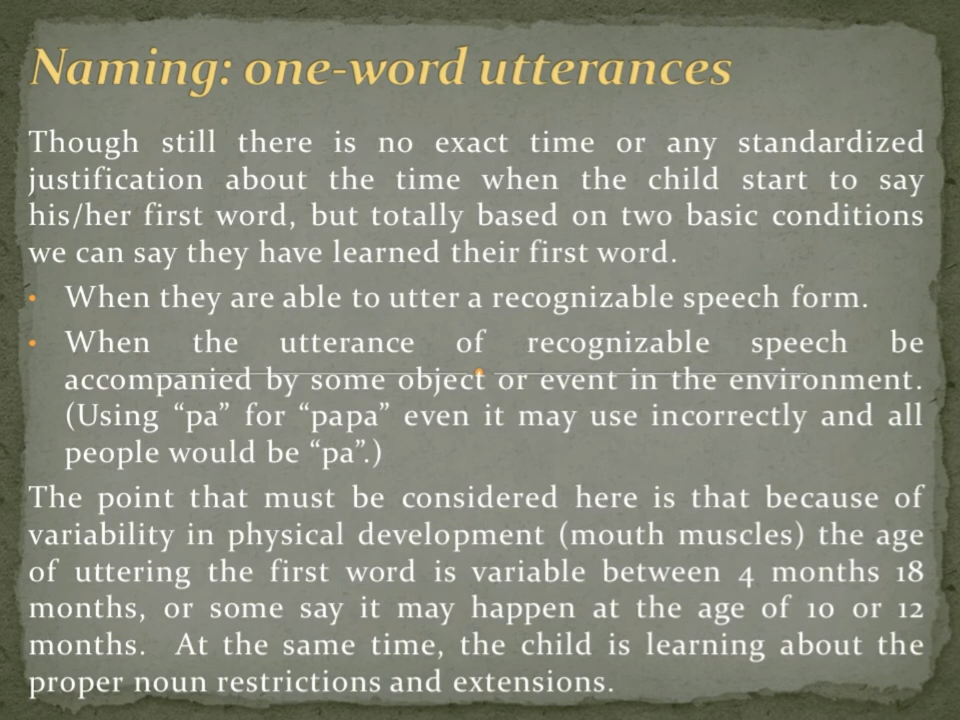 Naming: one-word utterances
Though still there is no exact time or any standardized
justification about the time when the child start to say
his/her first word, but totally based on two basic conditions
we can say they have learned their first word.
• When they are able to utter a recognizable speech form.
• When the utterance of recognizable speech be
accompanied by some object or event in the environment.
(Using “pa” for “papa” even it may use incorrectly and all
people would be “pa”.)
The point that must be considered here is that because of
variability in physical development (mouth muscles) the age
of uttering the first word is variable between 4 months 18
months, or some say it may happen at the age of 10 or 12
months. At the same time, the child is learning about the
proper noun restrictions and extensions.